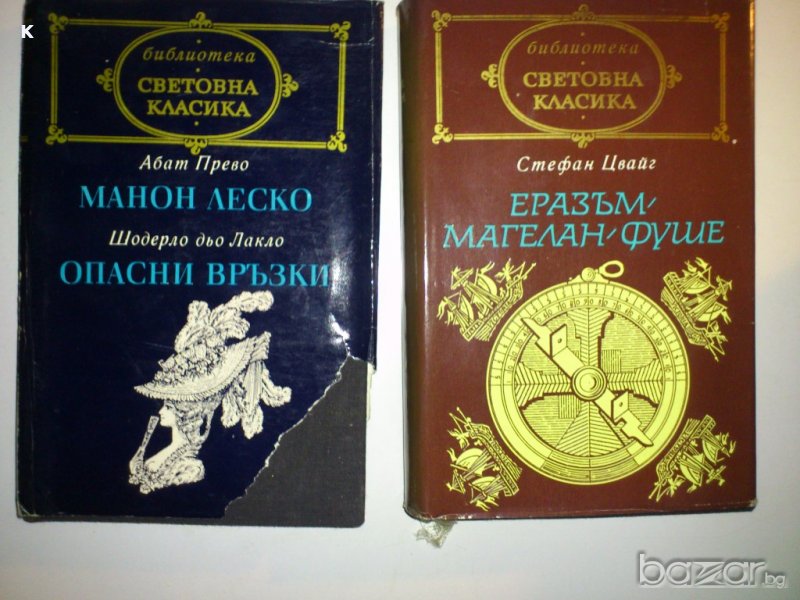 к
библиотека
СВЕТОВНА
КЛАСИКА
Абат Прево
МАНОН ЛЕСКО
Шодерло дьо Лакло
ОПАСНИ ВРЪЗКИ
библиотека
СВЕТОВНА
КЛАСИКА
Стефан Цвайг
ЕРАЗЪМ/
МАГЕЛАН/ФУШЕ
bazar.bg